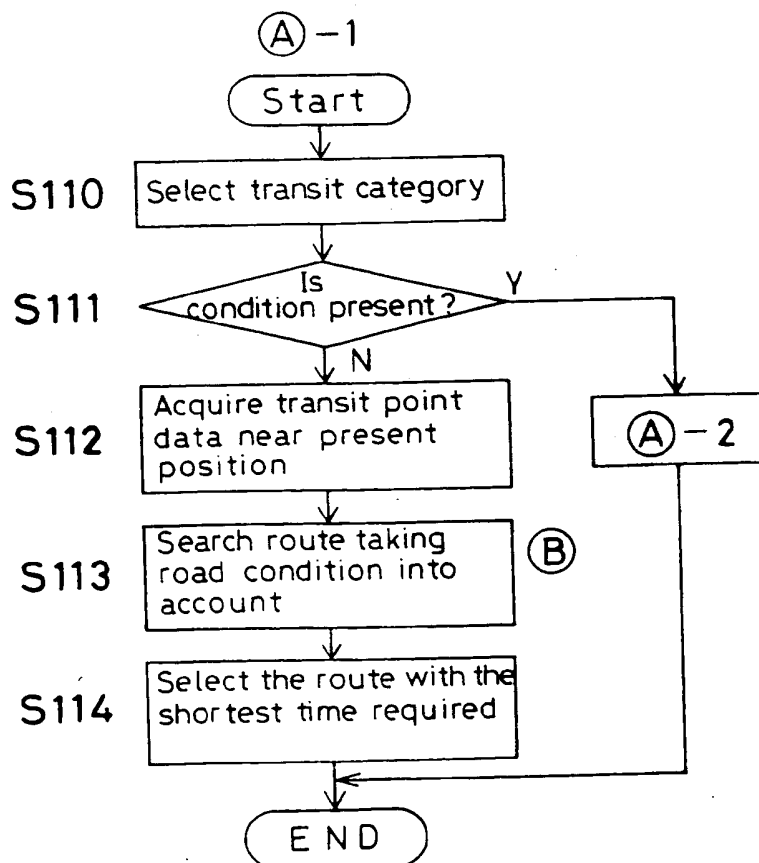 Ⓐ-1
Start
S110
Select transit category
S111
Is
condition present?
Y
N
S112
Acquire transit point
data near present
position
Ⓐ-2
S113
Search route taking
road condition into
account
Ⓑ
S114
Select the route with the
shortest time required
END